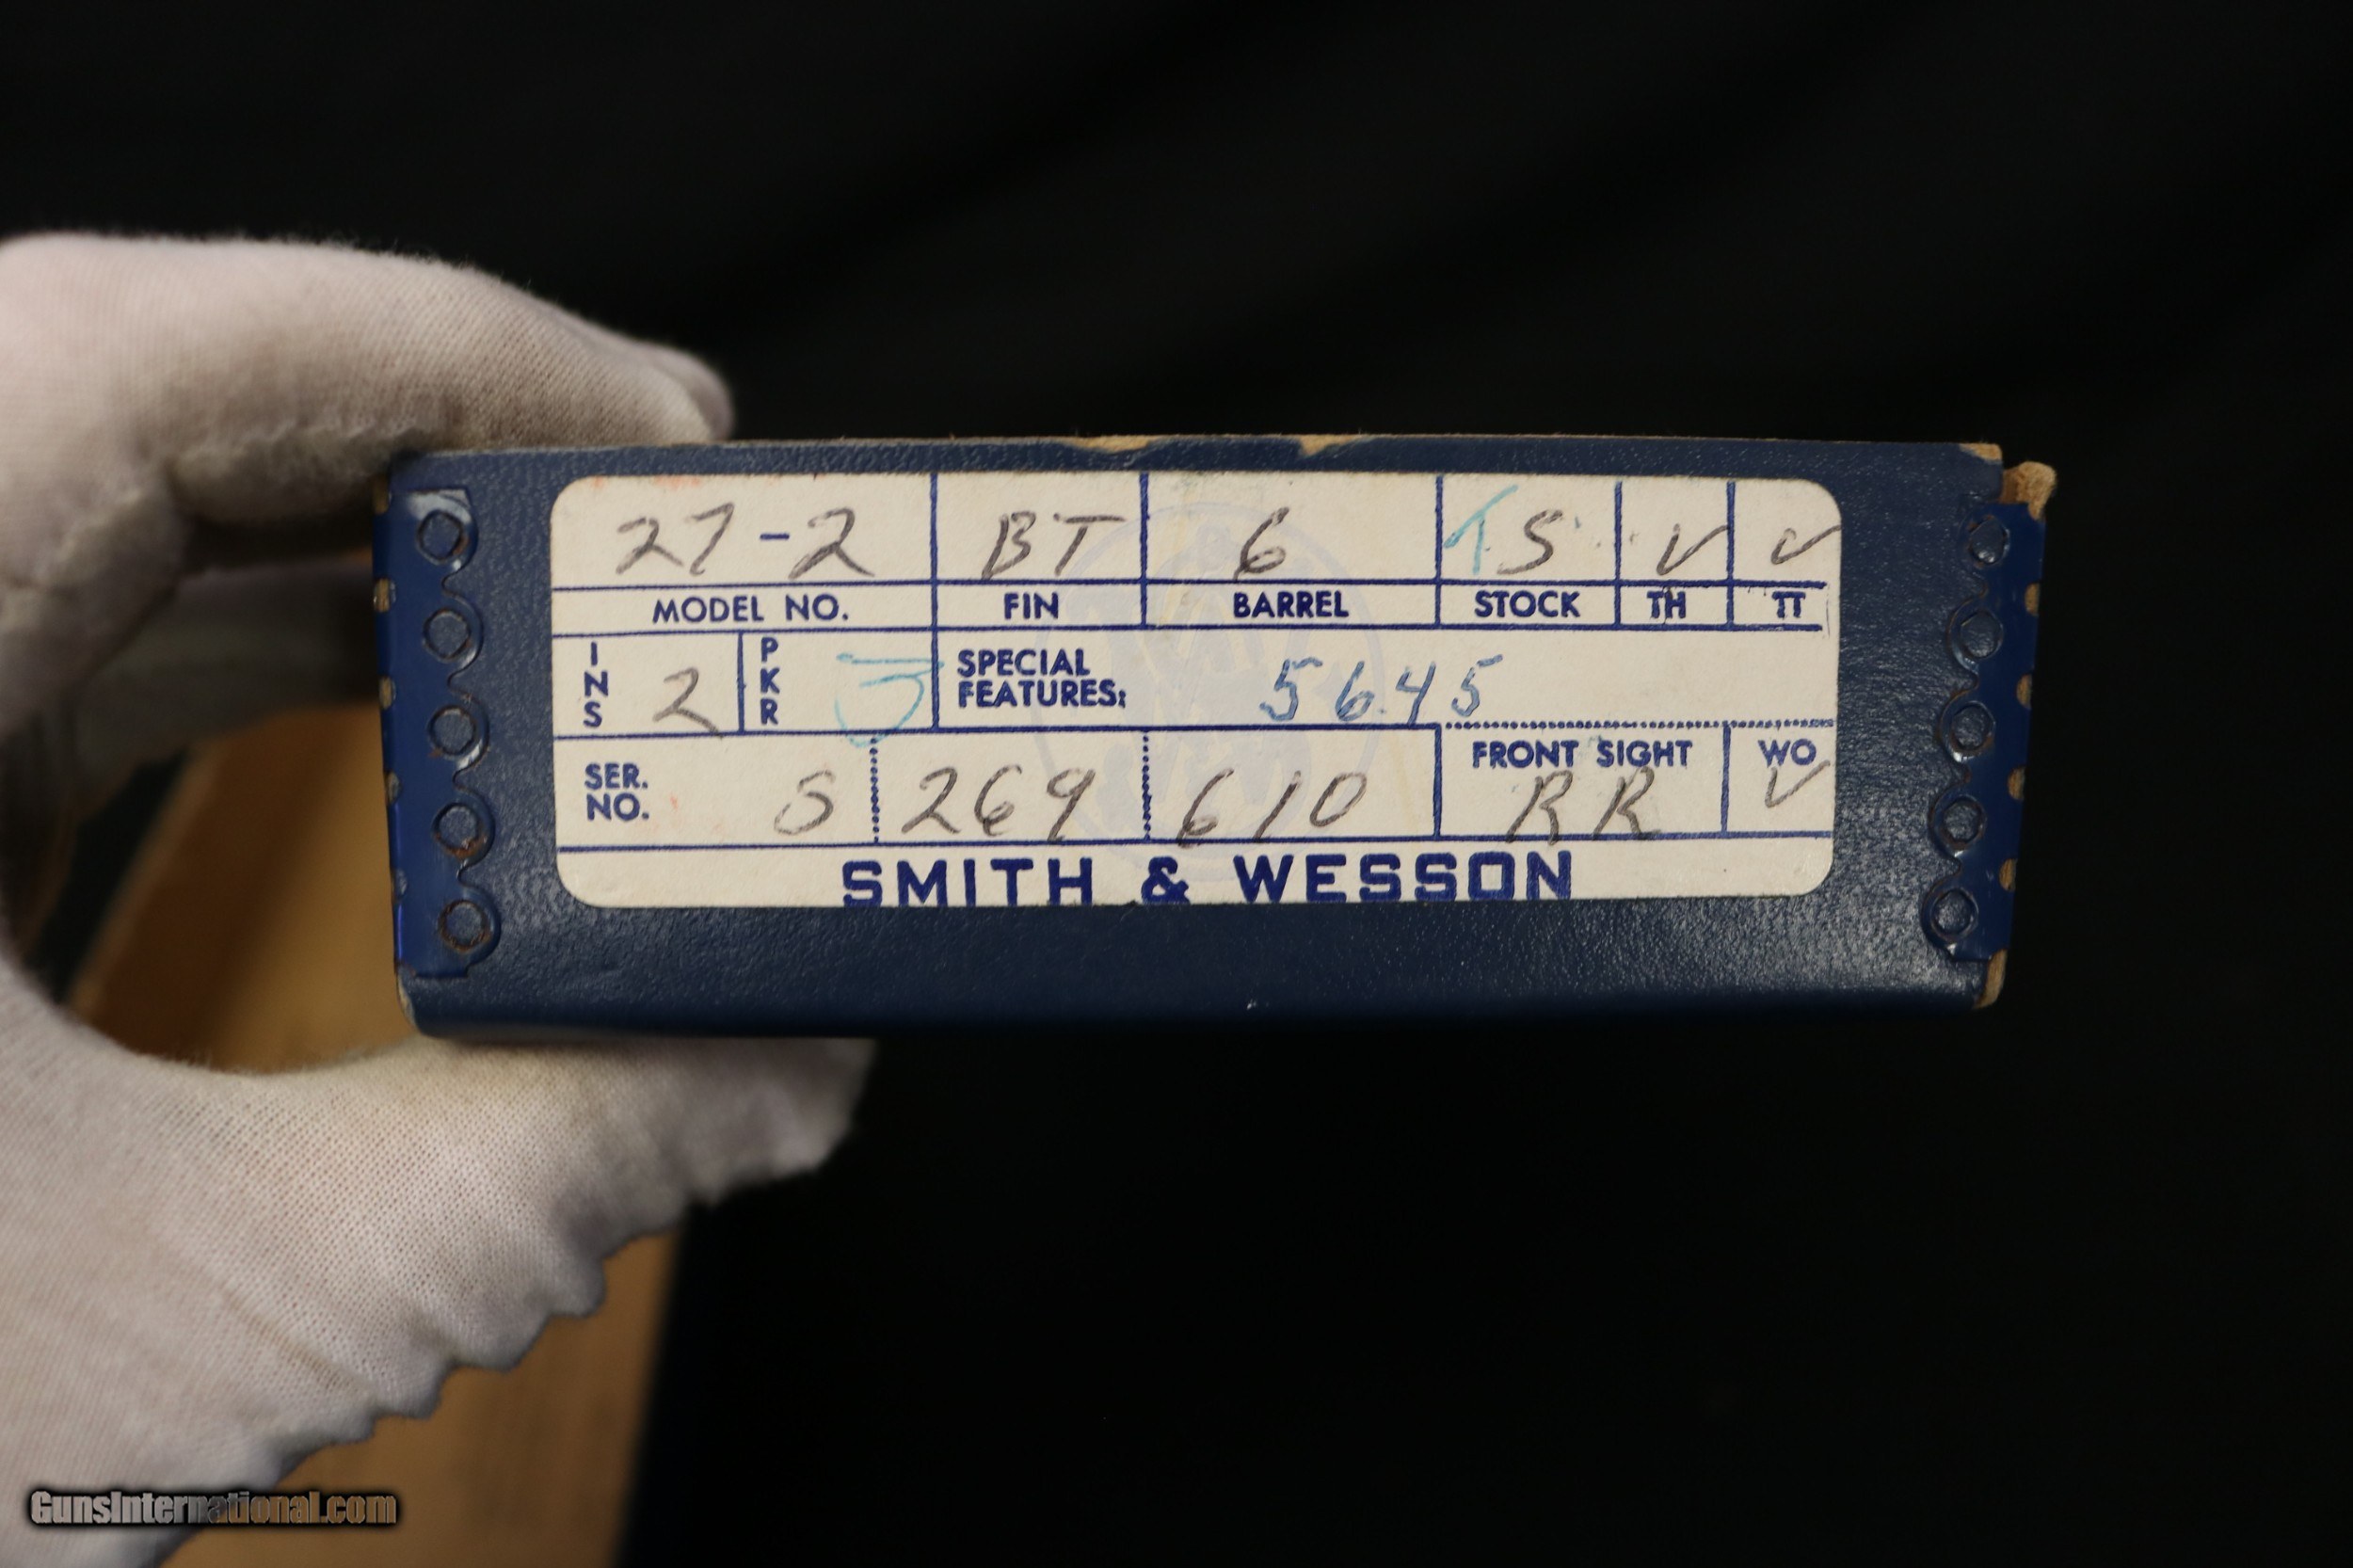 27-2 BT 6 TS ✓ ✓
MODEL NO. FIN BARREL STOCK TH TT
INS 2 PKR SPECIAL FEATURES: 5645
SER. NO. S 269 610 FRONT SIGHT RR WO ✓
SMITH & WESSON
GunsInternational.com